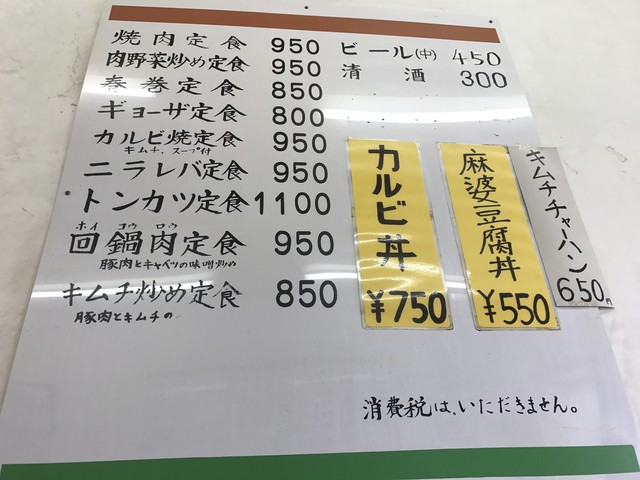 焼肉定食 950
肉野菜炒め定食 950
春巻定食 850
ギョーザ定食 800
カルビ焼定食 950
キムチ、スープ付
ニラレバ定食 950
トンカツ定食 1100
ホイ コウ ロウ
回鍋肉定食 950
豚肉とキャベツの味噌炒め
キムチ炒め定食 850
豚肉とキムチの
ビール(中) 450
清酒 300
カルビ丼
¥750
麻婆豆腐丼
¥550
キムチチャーハン
650円
消費税は、いただきません。